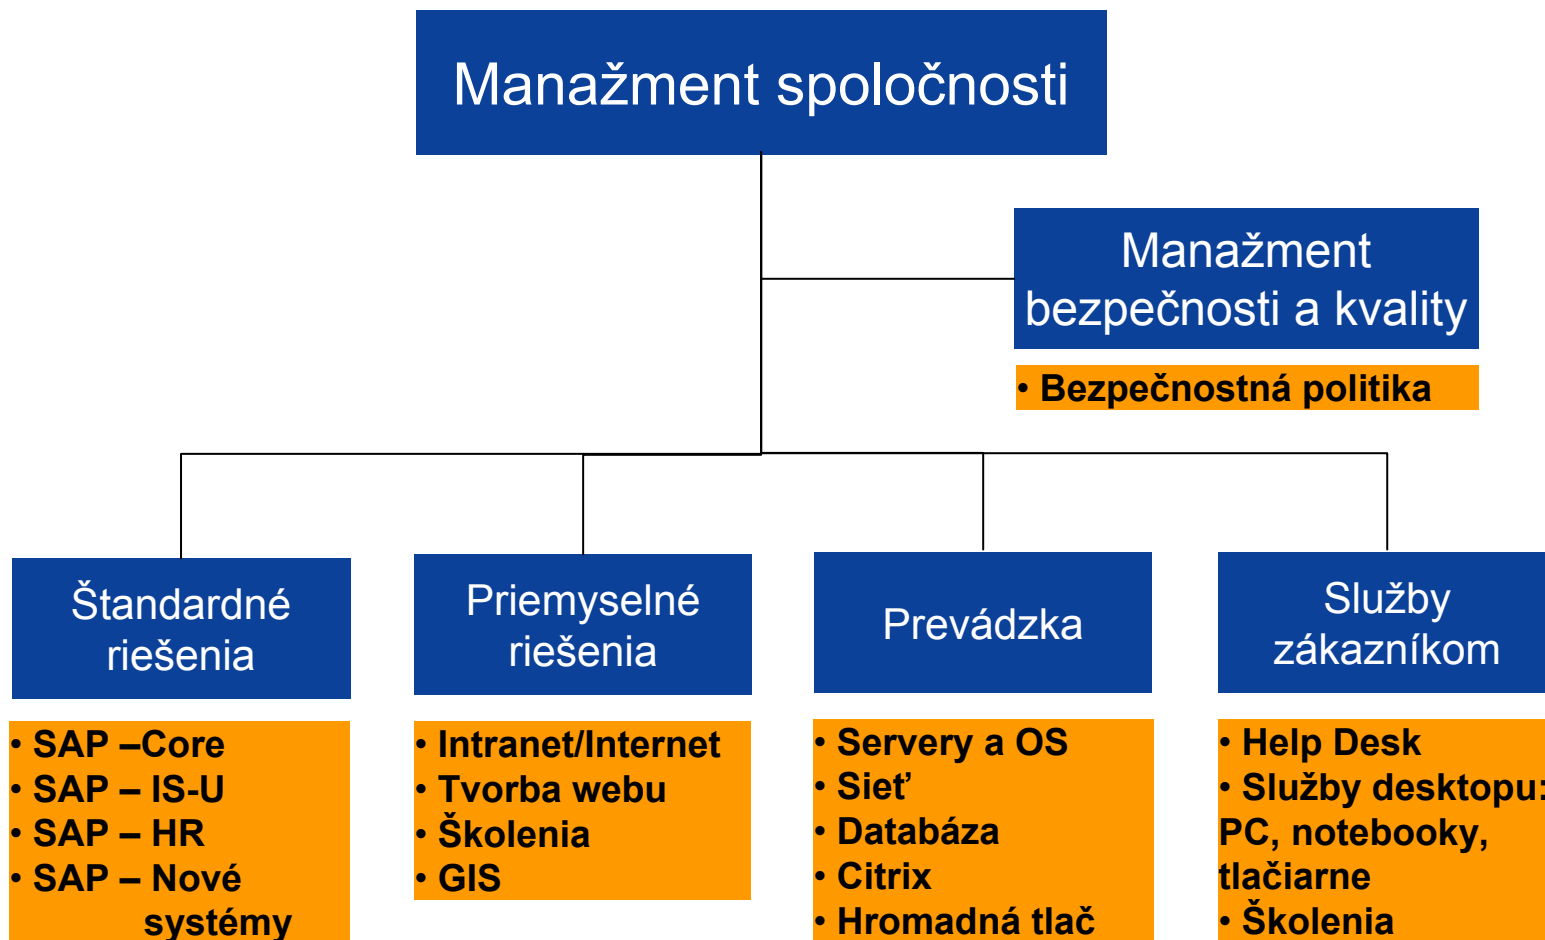 Manažment spoločnosti
Manažment
bezpečnosti a kvality
• Bezpečnostná politika
Štandardné
riešenia
• SAP –Core
• SAP – IS-U
• SAP – HR
• SAP – Nové
systémy
Priemyselné
riešenia
• Intranet/Internet
• Tvorba webu
• Školenia
• GIS
Prevádzka
• Servery a OS
• Sieť
• Databáza
• Citrix
• Hromadná tlač
Služby
zákazníkom
• Help Desk
• Služby desktopu:
PC, notebooky,
tlačiarne
• Školenia